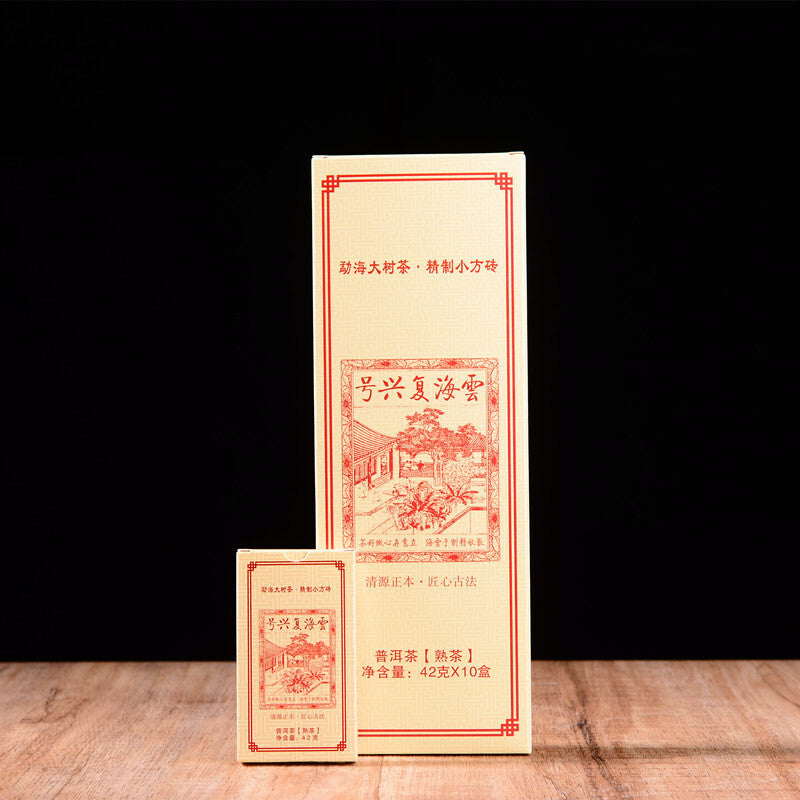 勐海大树茶·精制小方砖
号兴复海雲
清源正本·匠心古法
普洱茶【熟茶】
净含量：42克X10盒
勐海大树茶·精制小方砖
号兴复海雲
清源正本·匠心古法
普洱茶【熟茶】
净含量：42克